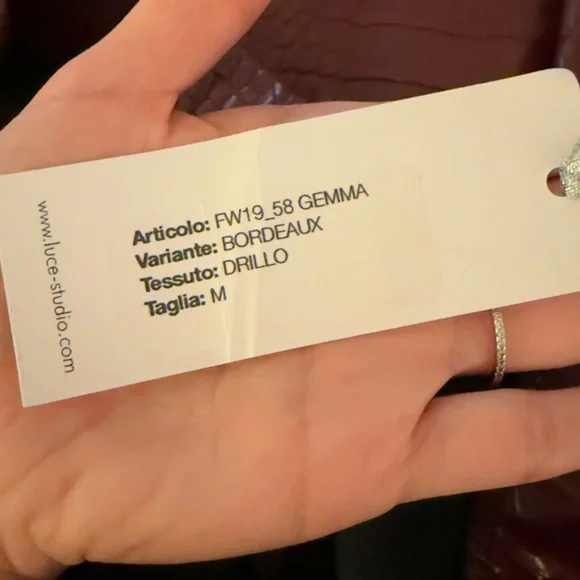 Articolo: FW19_58 GEMMA
Variante: BORDEAUX
Tessuto: DRILLO
Taglia: M
www.luce-studio.com